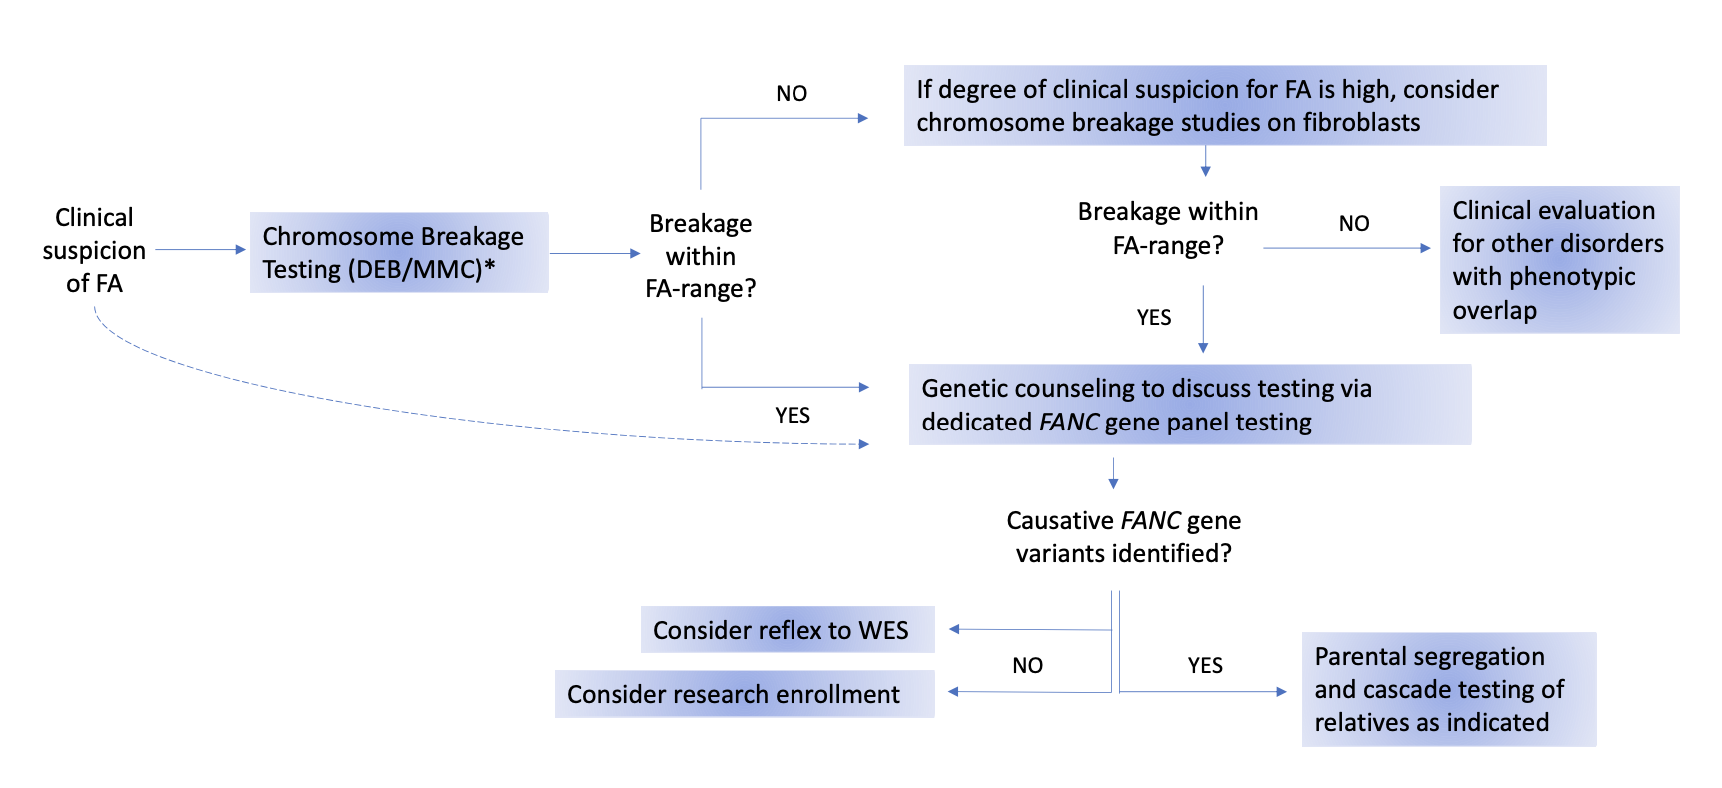 Clinical
suspicion
of FA
Chromosome Breakage
Testing (DEB/MMC)*
Breakage
within
FA-range?
NO
If degree of clinical suspicion for FA is high, consider
chromosome breakage studies on fibroblasts
Breakage within
FA-range?
NO
Clinical evaluation
for other disorders
with phenotypic
overlap
YES
YES
Genetic counseling to discuss testing via
dedicated FANC gene panel testing
Causative FANC gene
variants identified?
NO
Consider reflex to WES
Consider research enrollment
YES
Parental segregation
and cascade testing of
relatives as indicated